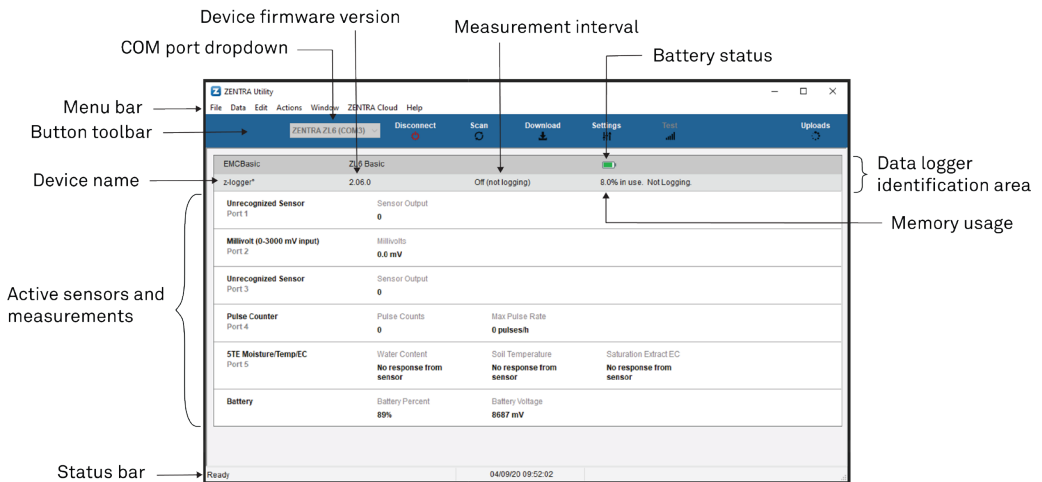 Device firmware version
Measurement interval
COM port dropdown
Battery status
ZENTRA Utility
Menu bar
File Data Edit Actions Window ZENTRA Cloud Help
Button toolbar
ZENTRA ZL6 (COM3)
Disconnect
Scan
Download
Settings
Test
Uploads
EMCBasic
ZL6 Basic
Data logger
identification area
Device name
z-logger*
2.06.0
Off (not logging)
8.0% in use. Not Logging.
Memory usage
Unrecognized Sensor
Port 1
Sensor Output
0
Millivolt (0-3000 mV input)
Port 2
Millivolts
0.0 mV
Unrecognized Sensor
Port 3
Sensor Output
0
Active sensors and
measurements
Pulse Counter
Port 4
Pulse Counts
0
Max Pulse Rate
0 pulses/h
5TE Moisture/Temp/EC
Port 5
Water Content
No response from
sensor
Soil Temperature
No response from
sensor
Saturation Extract EC
No response from
sensor
Battery
Battery Percent
89%
Battery Voltage
8687 mV
Status bar
Ready
04/09/20 09:52:02